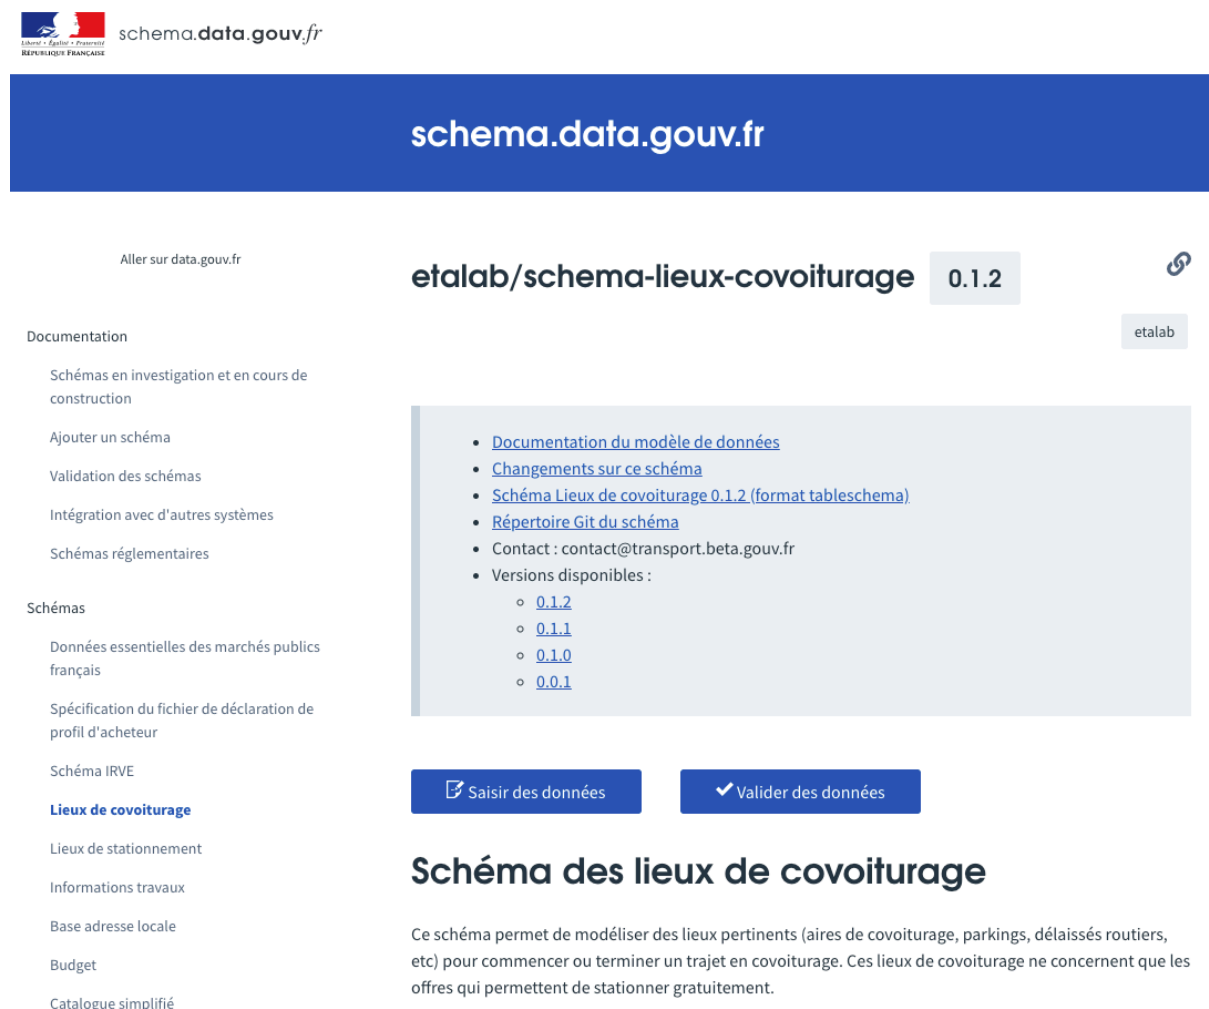 Liberté • Égalité • Fraternité
RÉPUBLIQUE FRANÇAISE
schema.data.gouv.fr
schema.data.gouv.fr
Aller sur data.gouv.fr
Documentation
Schémas en investigation et en cours de
construction
Ajouter un schéma
Validation des schémas
Intégration avec d'autres systèmes
Schémas réglementaires
Schémas
Données essentielles des marchés publics
français
Spécification du fichier de déclaration de
profil d'acheteur
Schéma IRVE
Lieux de covoiturage
Lieux de stationnement
Informations travaux
Base adresse locale
Budget
Catalogue simplifié
etalab/schema-lieux-covoiturage 0.1.2
etalab
Documentation du modèle de données
Changements sur ce schéma
Schéma Lieux de covoiturage 0.1.2 (format tableschema)
Répertoire Git du schéma
Contact : contact@transport.beta.gouv.fr
Versions disponibles :
0.1.2
0.1.1
0.1.0
0.0.1
Saisir des données
Valider des données
Schéma des lieux de covoiturage
Ce schéma permet de modéliser des lieux pertinents (aires de covoiturage, parkings, délaissés routiers,
etc) pour commencer ou terminer un trajet en covoiturage. Ces lieux de covoiturage ne concernent que les
offres qui permettent de stationner gratuitement.